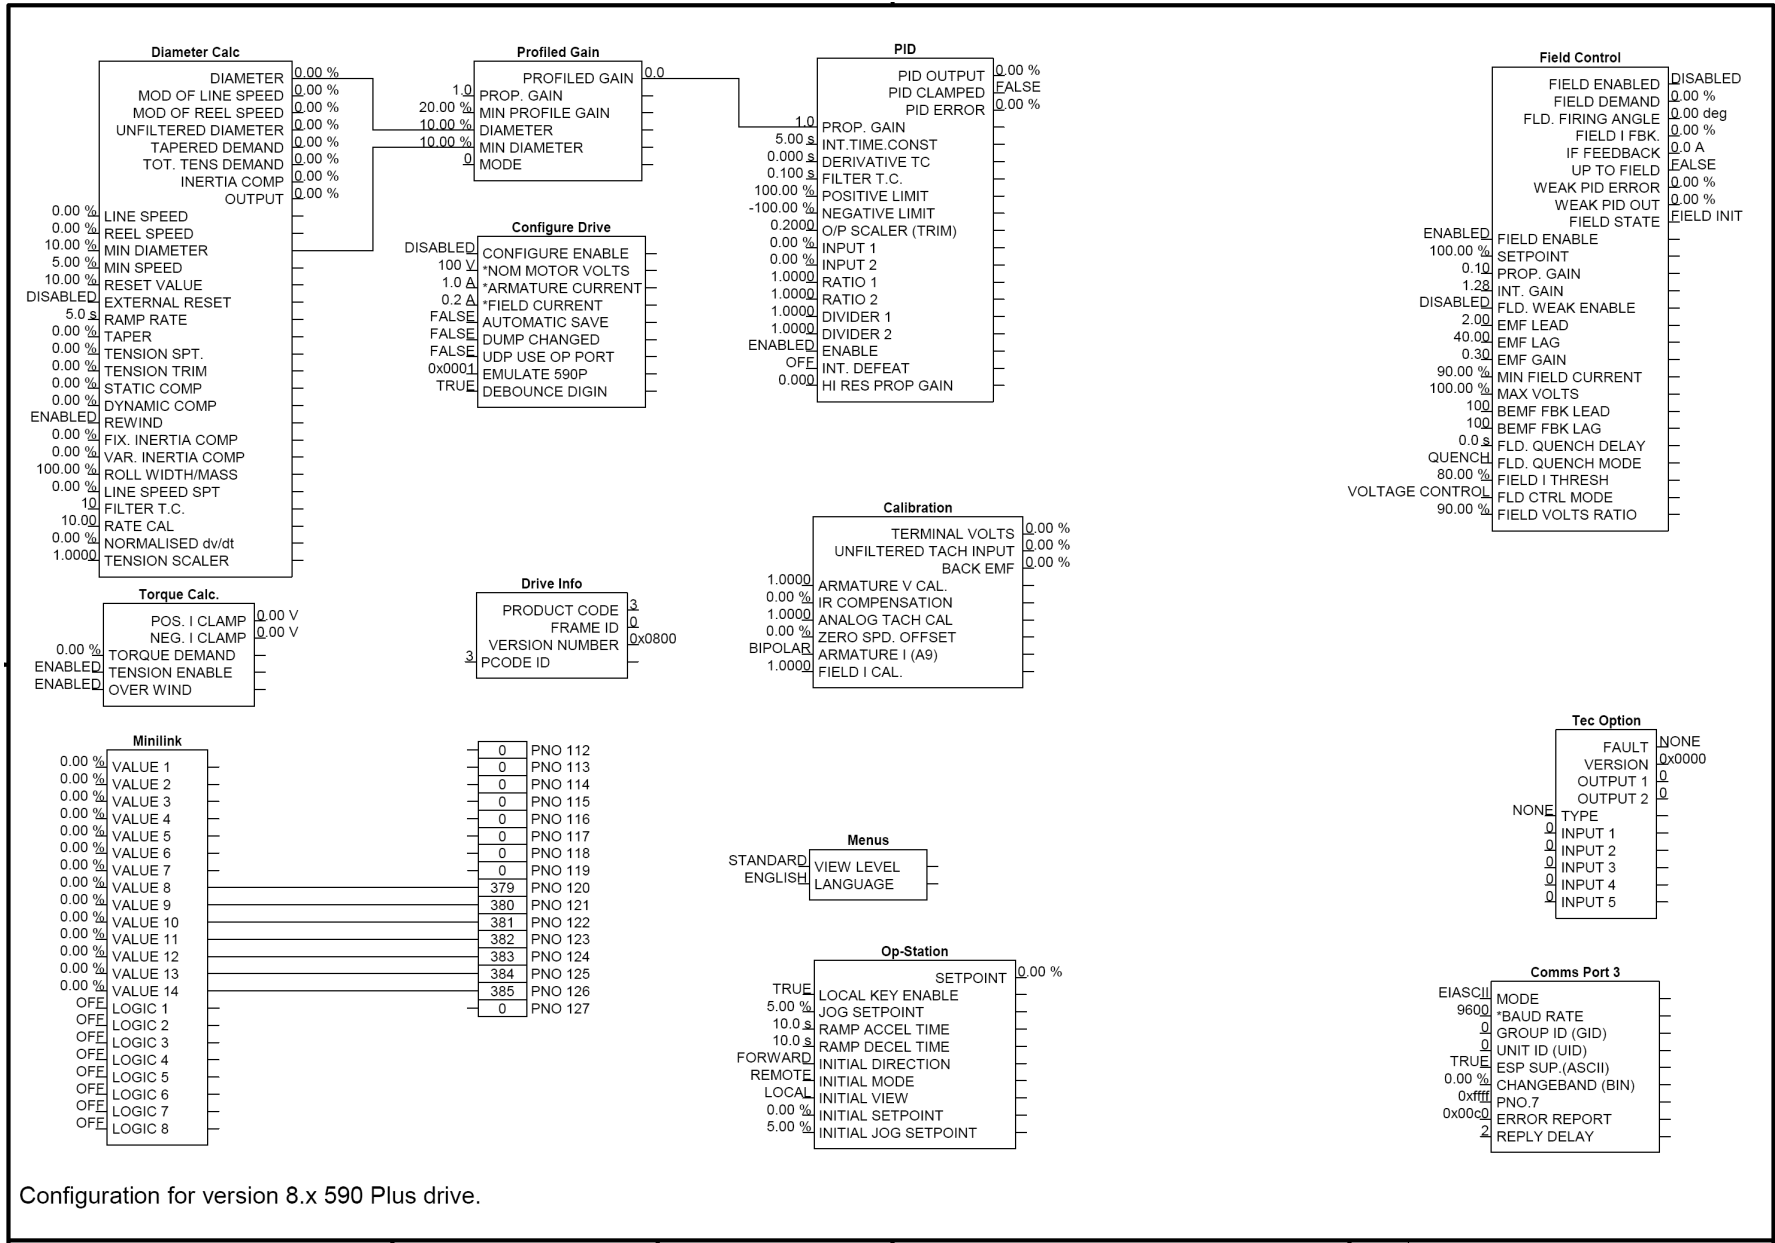 Diameter Calc
DIAMETER 0.00 %
MOD OF LINE SPEED 0.00 %
MOD OF REEL SPEED 0.00 %
UNFILTERED DIAMETER 0.00 %
TAPERED DEMAND 0.00 %
TOT. TENS DEMAND 0.00 %
INERTIA COMP 0.00 %
OUTPUT 0.00 %
0.00 % LINE SPEED
0.00 % REEL SPEED
10.00 % MIN DIAMETER
5.00 % MIN SPEED
10.00 % RESET VALUE
DISABLED EXTERNAL RESET
5.0 s RAMP RATE
0.00 % TAPER
0.00 % TENSION SPT.
0.00 % TENSION TRIM
0.00 % STATIC COMP
0.00 % DYNAMIC COMP
ENABLED REWIND
0.00 % FIX. INERTIA COMP
0.00 % VAR. INERTIA COMP
100.00 % ROLL WIDTH/MASS
0.00 % LINE SPEED SPT
10 FILTER T.C.
10.00 RATE CAL
0.00 % NORMALISED dv/dt
1.0000 TENSION SCALER
Profiled Gain
PROFILED GAIN 0.0
1.0 PROP. GAIN
20.00 % MIN PROFILE GAIN
10.00 % DIAMETER
10.00 % MIN DIAMETER
0 MODE
Configure Drive
DISABLED CONFIGURE ENABLE
100 V *NOM MOTOR VOLTS
1.0 A *ARMATURE CURRENT
0.2 A *FIELD CURRENT
FALSE AUTOMATIC SAVE
FALSE DUMP CHANGED
FALSE UDP USE OP PORT
0x0001 EMULATE 590P
TRUE DEBOUNCE DIGIN
PID
PID OUTPUT 0.00 %
PID CLAMPED FALSE
PID ERROR 0.00 %
1.0 PROP. GAIN
5.00 s INT.TIME.CONST
0.000 s DERIVATIVE TC
0.100 s FILTER T.C.
100.00 % POSITIVE LIMIT
-100.00 % NEGATIVE LIMIT
0.2000 O/P SCALER (TRIM)
0.00 % INPUT 1
0.00 % INPUT 2
1.0000 RATIO 1
1.0000 RATIO 2
1.0000 DIVIDER 1
1.0000 DIVIDER 2
ENABLED ENABLE
OFF INT. DEFEAT
0.000 HI RES PROP GAIN
Field Control
FIELD ENABLED DISABLED
FIELD DEMAND 0.00 %
FLD. FIRING ANGLE 0.00 deg
FIELD I FBK. 0.00 %
IF FEEDBACK 0.0 A
UP TO FIELD FALSE
WEAK PID ERROR 0.00 %
WEAK PID OUT 0.00 %
FIELD STATE FIELD INIT
ENABLED FIELD ENABLE
100.00 % SETPOINT
0.10 PROP. GAIN
1.28 INT. GAIN
DISABLED FLD. WEAK ENABLE
2.00 EMF LEAD
40.00 EMF LAG
0.30 EMF GAIN
90.00 % MIN FIELD CURRENT
100.00 % MAX VOLTS
100 BEMF FBK LEAD
100 BEMF FBK LAG
0.0 s FLD. QUENCH DELAY
QUENCH FLD. QUENCH MODE
80.00 % FIELD I THRESH
VOLTAGE CONTROL FLD CTRL MODE
90.00 % FIELD VOLTS RATIO
Calibration
TERMINAL VOLTS 0.00 %
UNFILTERED TACH INPUT 0.00 %
BACK EMF 0.00 %
1.0000 ARMATURE V CAL.
0.00 % IR COMPENSATION
1.0000 ANALOG TACH CAL
0.00 % ZERO SPD. OFFSET
BIPOLAR ARMATURE I (A9)
1.0000 FIELD I CAL.
Torque Calc.
POS. I CLAMP 0.00 V
NEG. I CLAMP 0.00 V
0.00 % TORQUE DEMAND
ENABLED TENSION ENABLE
ENABLED OVER WIND
Drive Info
PRODUCT CODE 3
FRAME ID 0
VERSION NUMBER 0x0800
3 PCODE ID
Minilink
0.00 % VALUE 1
0.00 % VALUE 2
0.00 % VALUE 3
0.00 % VALUE 4
0.00 % VALUE 5
0.00 % VALUE 6
0.00 % VALUE 7
0.00 % VALUE 8
0.00 % VALUE 9
0.00 % VALUE 10
0.00 % VALUE 11
0.00 % VALUE 12
0.00 % VALUE 13
0.00 % VALUE 14
OFF LOGIC 1
OFF LOGIC 2
OFF LOGIC 3
OFF LOGIC 4
OFF LOGIC 5
OFF LOGIC 6
OFF LOGIC 7
OFF LOGIC 8
0 PNO 112
0 PNO 113
0 PNO 114
0 PNO 115
0 PNO 116
0 PNO 117
0 PNO 118
0 PNO 119
379 PNO 120
380 PNO 121
381 PNO 122
382 PNO 123
383 PNO 124
384 PNO 125
385 PNO 126
0 PNO 127
Menus
STANDARD VIEW LEVEL
ENGLISH LANGUAGE
Op-Station
SETPOINT 0.00 %
TRUE LOCAL KEY ENABLE
5.00 % JOG SETPOINT
10.0 s RAMP ACCEL TIME
10.0 s RAMP DECEL TIME
FORWARD INITIAL DIRECTION
REMOTE INITIAL MODE
LOCAL INITIAL VIEW
0.00 % INITIAL SETPOINT
5.00 % INITIAL JOG SETPOINT
Tec Option
FAULT NONE
VERSION 0x0000
OUTPUT 1 0
OUTPUT 2 0
NONE TYPE
0 INPUT 1
0 INPUT 2
0 INPUT 3
0 INPUT 4
0 INPUT 5
Comms Port 3
EIASCII MODE
9600 *BAUD RATE
0 GROUP ID (GID)
0 UNIT ID (UID)
TRUE ESP SUP.(ASCII)
0.00 % CHANGEBAND (BIN)
0xffff PNO.7
0x00c0 ERROR REPORT
2 REPLY DELAY
Configuration for version 8.x 590 Plus drive.